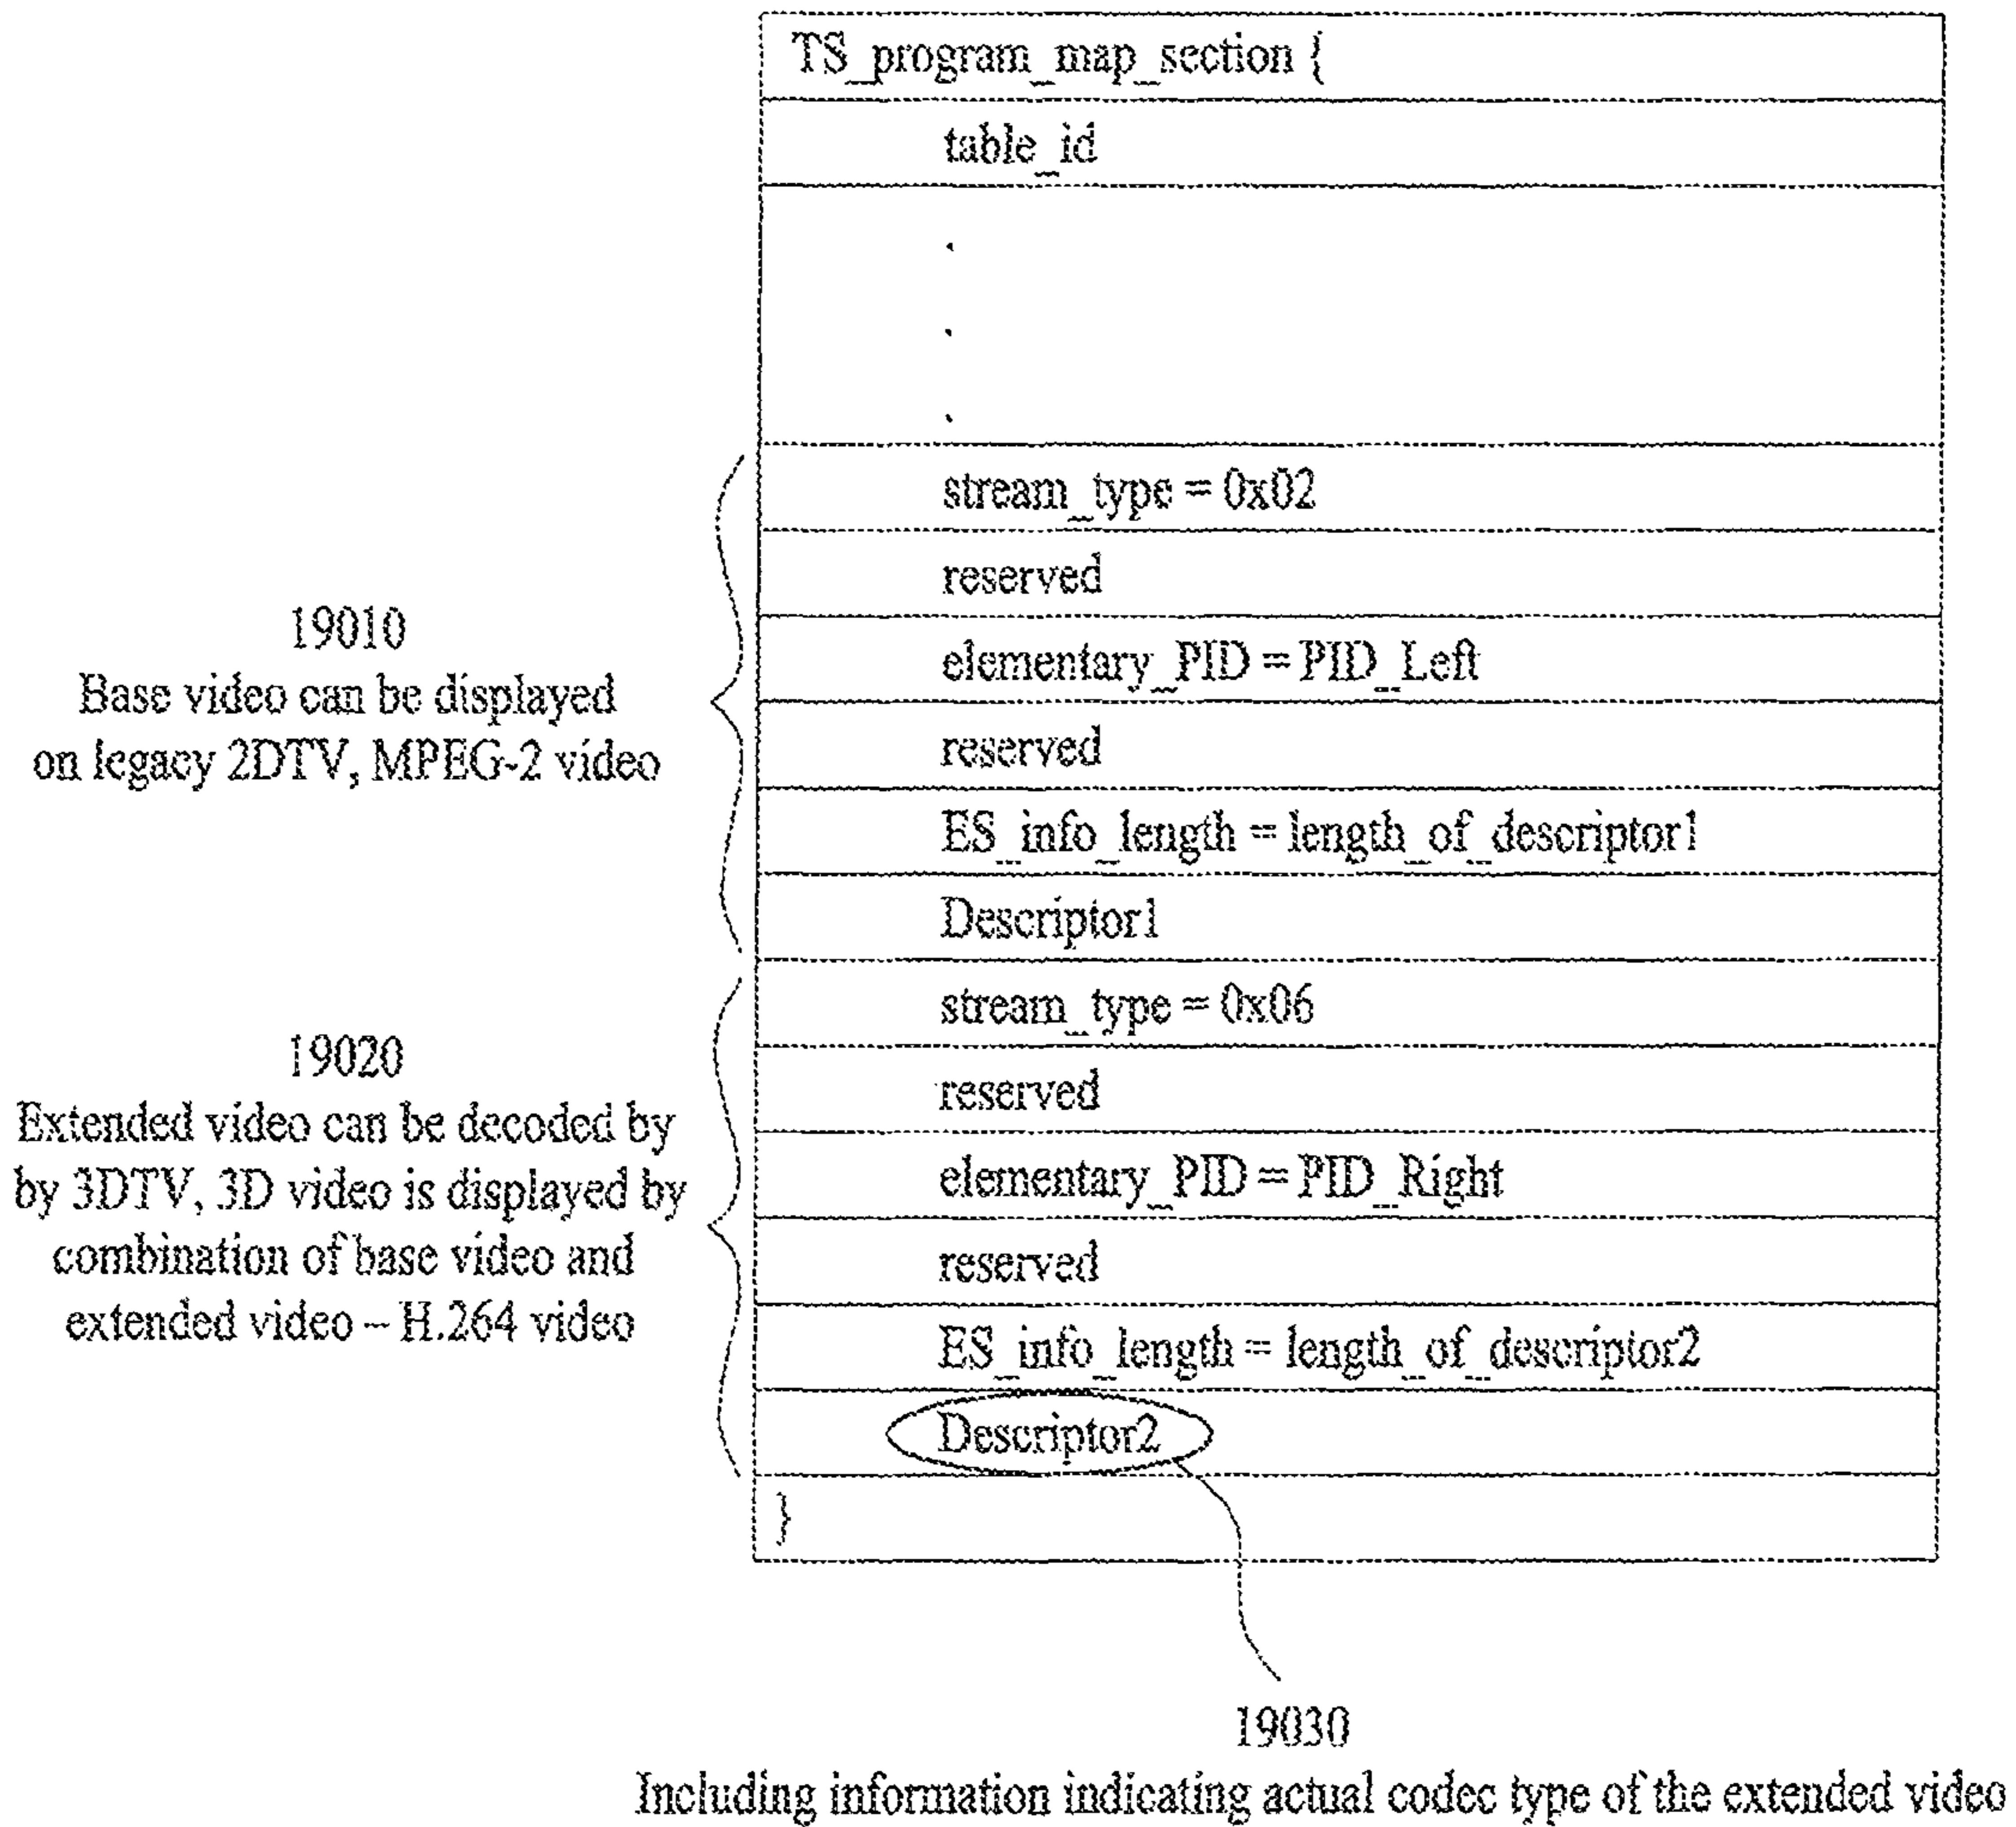 TS_program_map_section {
table_id
.
.
.
stream_type = 0x02
reserved
elementary_PID = PID_Left
reserved
ES_info_length = length_of_descriptor1
Descriptor1
stream_type = 0x06
reserved
elementary_PID = PID_Right
reserved
ES_info_length = length_of_descriptor2
Descriptor2
}
19010
Base video can be displayed
on legacy 2DTV, MPEG-2 video
19020
Extended video can be decoded by
by 3DTV, 3D video is displayed by
combination of base video and
extended video – H.264 video
19030
Including information indicating actual codec type of the extended video